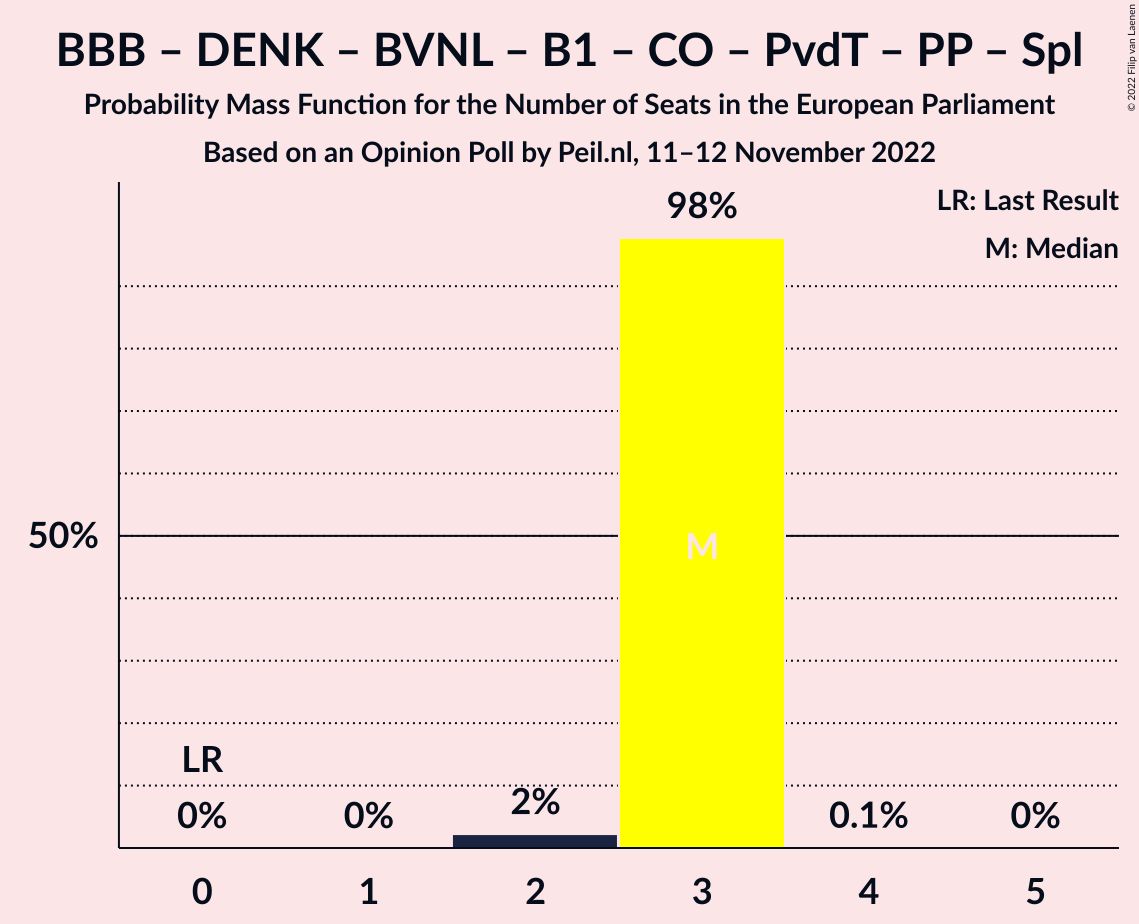 BBB – DENK – BVNL – B1 – CO – PvdT – PP – Spl
Probability Mass Function for the Number of Seats in the European Parliament
Based on an Opinion Poll by Peil.nl, 11–12 November 2022
© 2022 Filip van Laenen
LR: Last Result
M: Median
98%
50%
M
LR
0%
0%
2%
0.1%
0%
0
1
2
3
4
5